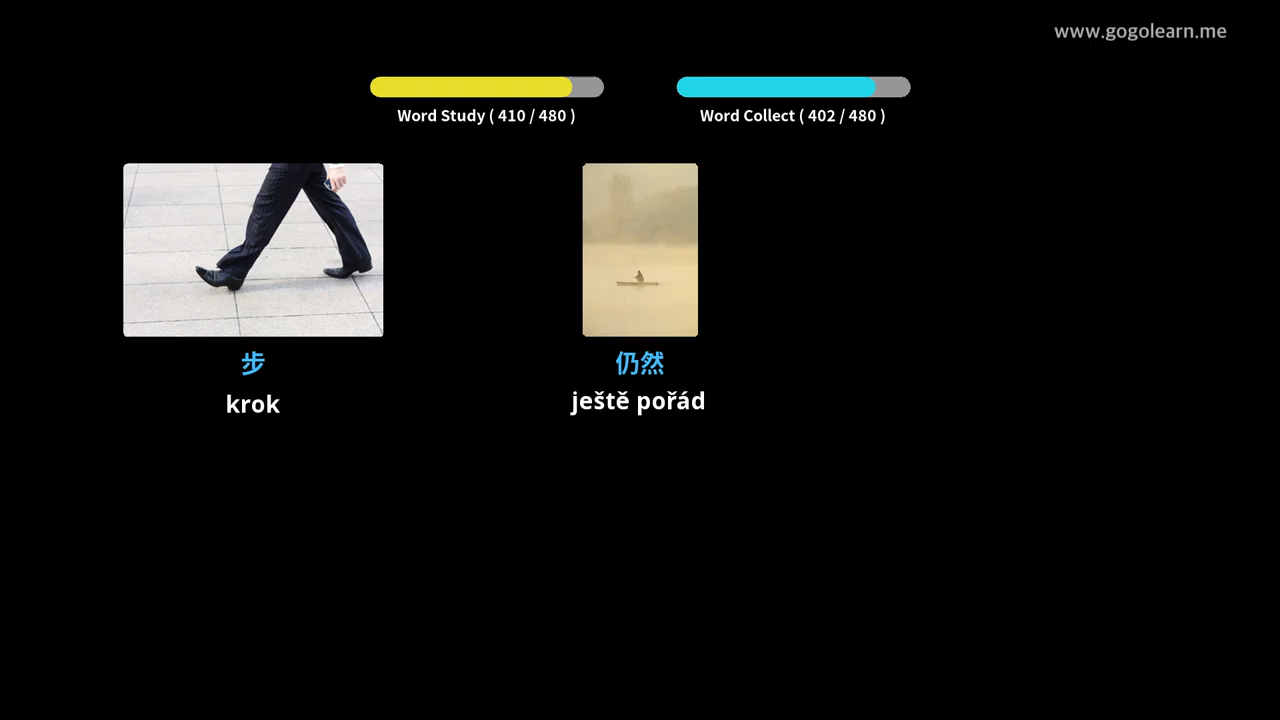 www.gogolearn.me
Word Study ( 410 / 480 )
Word Collect ( 402 / 480 )
步
krok
仍然
ještě pořád